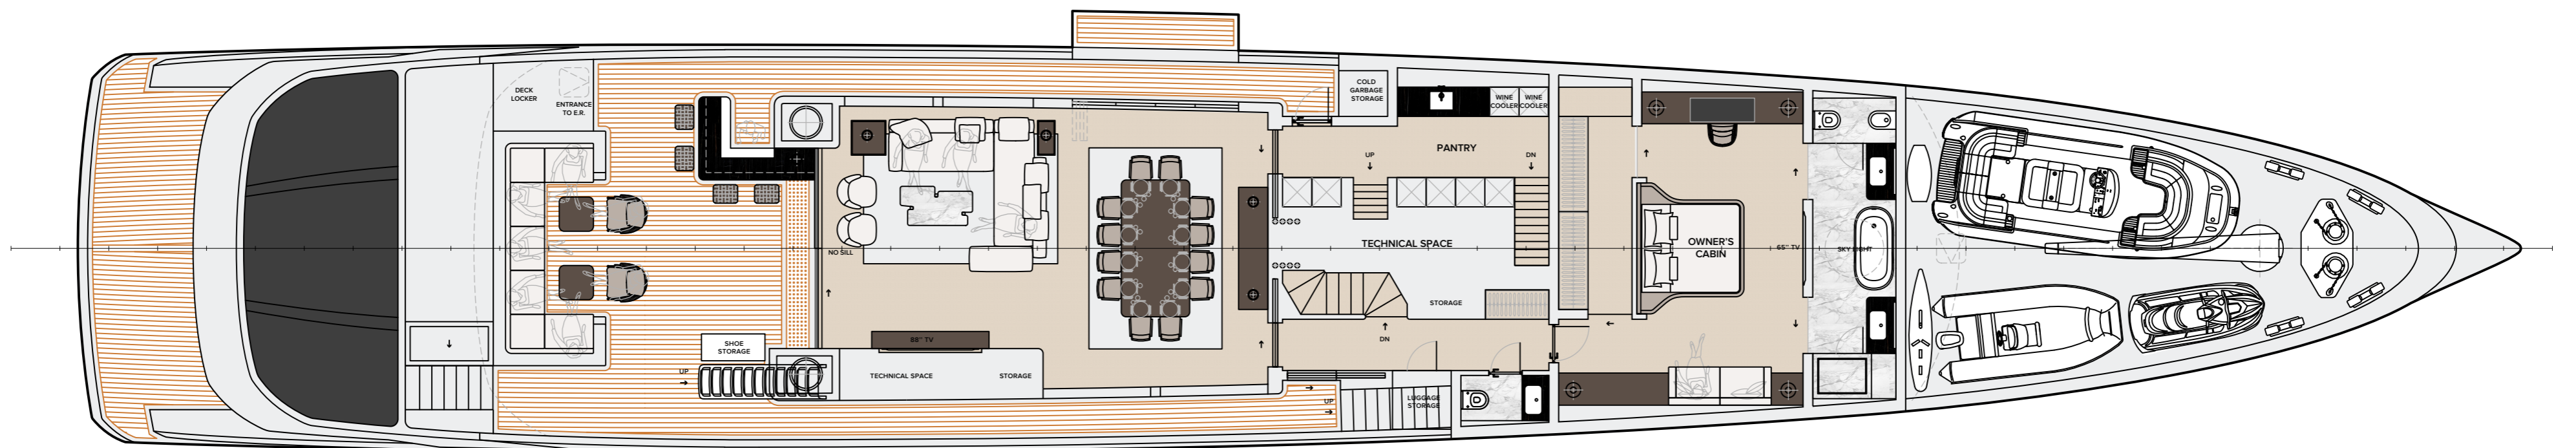 DECK
LOCKER
ENTRANCE
TO E.R.
COLD
GARBAGE
STORAGE
WINE
COOLER
WINE
COOLER
PANTRY
UP
DN
TECHNICAL SPACE
NO SILL
OWNER'S
CABIN
65" TV
SKY LIGHT
STORAGE
DN
SHOE
STORAGE
88" TV
UP
TECHNICAL SPACE
STORAGE
UP
LUGGAGE
STORAGE